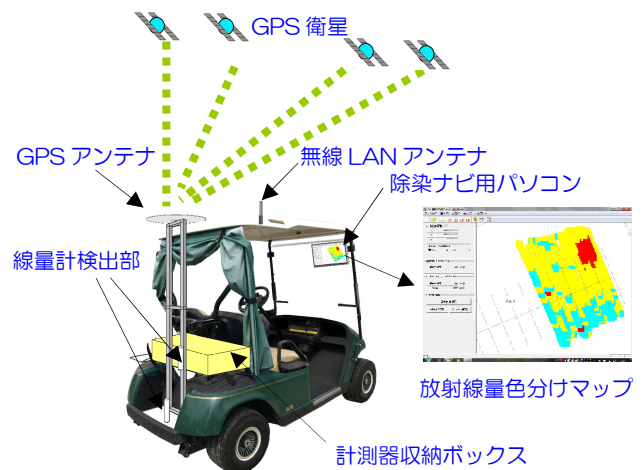 GPS 衛星
GPS アンテナ
無線 LAN アンテナ
除染ナビ用パソコン
線量計検出部
放射線量色分けマップ
計測器収納ボックス